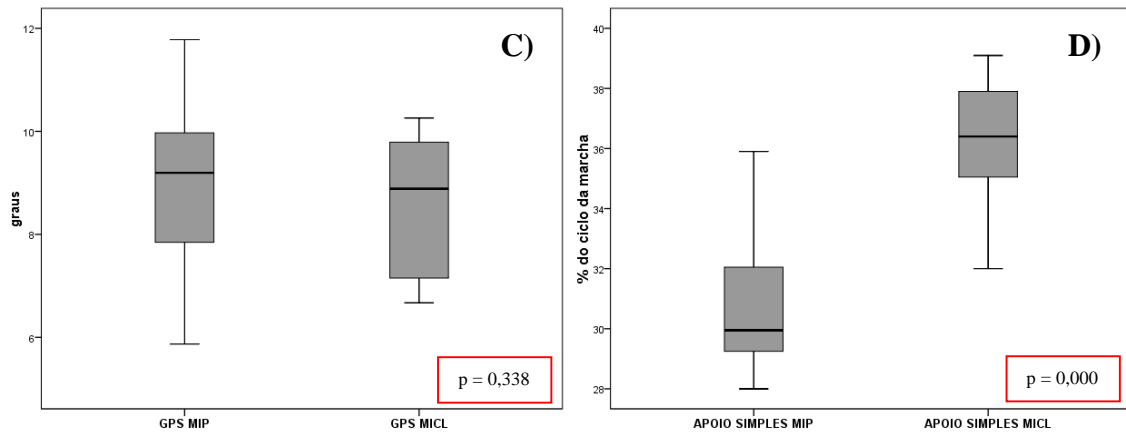 C)
12
10
8
6
graus
GPS MIP
GPS MICL
p = 0,338
D)
40
38
36
34
32
30
28
% do ciclo da marcha
APOIO SIMPLES MIP
APOIO SIMPLES MICL
p = 0,000